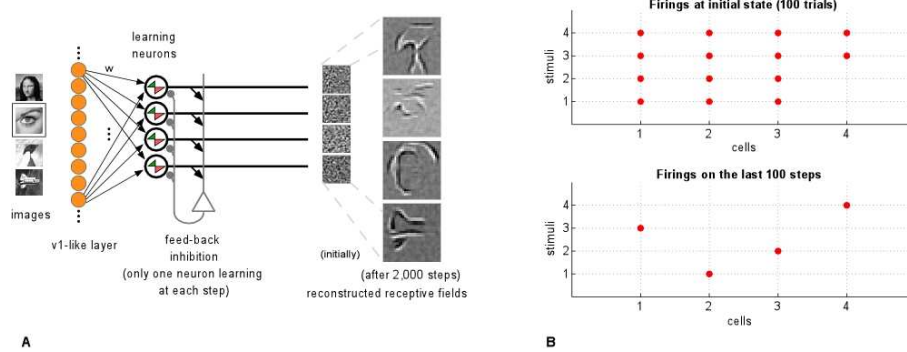 learning
neurons
w
images
v1-like layer
feed-back
inhibition
(only one neuron learning
at each step)
(initially)
(after 2,000 steps)
reconstructed receptive fields
A
Firings at initial state (100 trials)
stimuli
4
3
2
1
1 2 3 4
cells
Firings on the last 100 steps
stimuli
4
3
2
1
1 2 3 4
cells
B